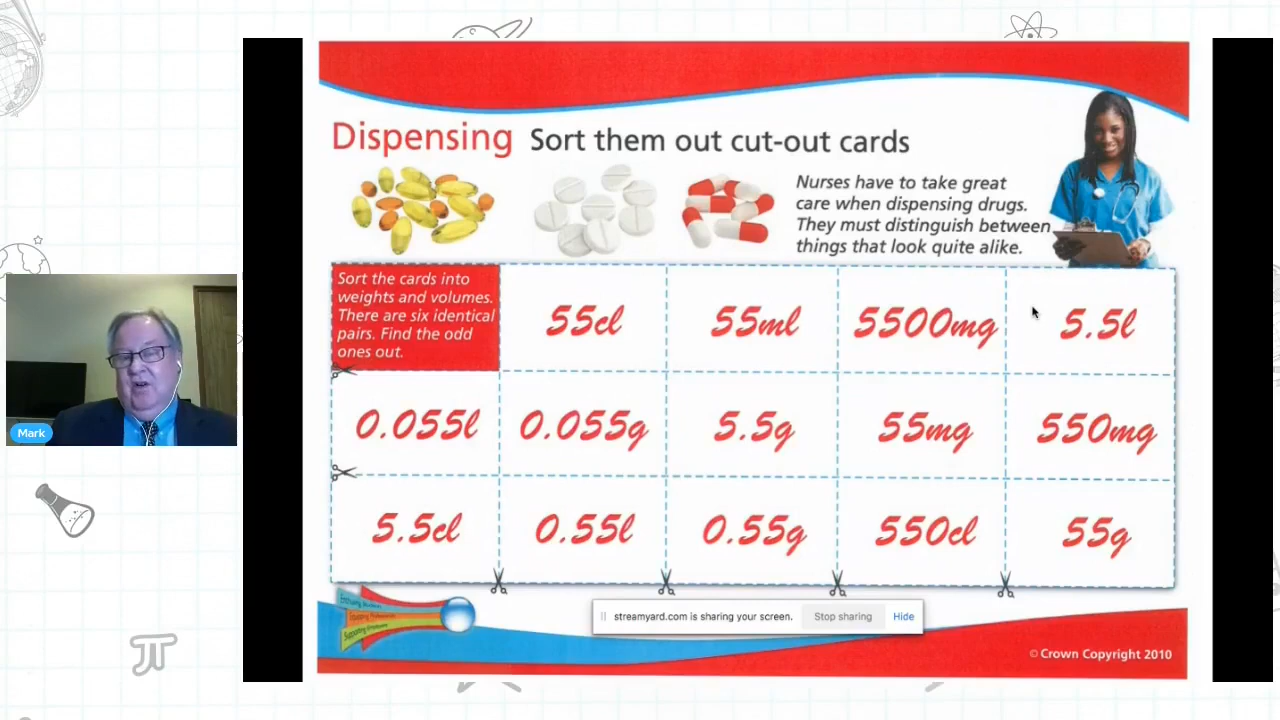 Dispensing Sort them out cut-out cards
Nurses have to take great
care when dispensing drugs.
They must distinguish between
things that look quite alike.
Sort the cards into
weights and volumes.
There are six identical
pairs. Find the odd
ones out.
55cl 55ml 5500mg 5.5l
0.055l 0.055g 5.5g 55mg 550mg
5.5cl 0.55l 0.55g 550cl 55g
Mark
streamyard.com is sharing your screen. Stop sharing Hide
© Crown Copyright 2010